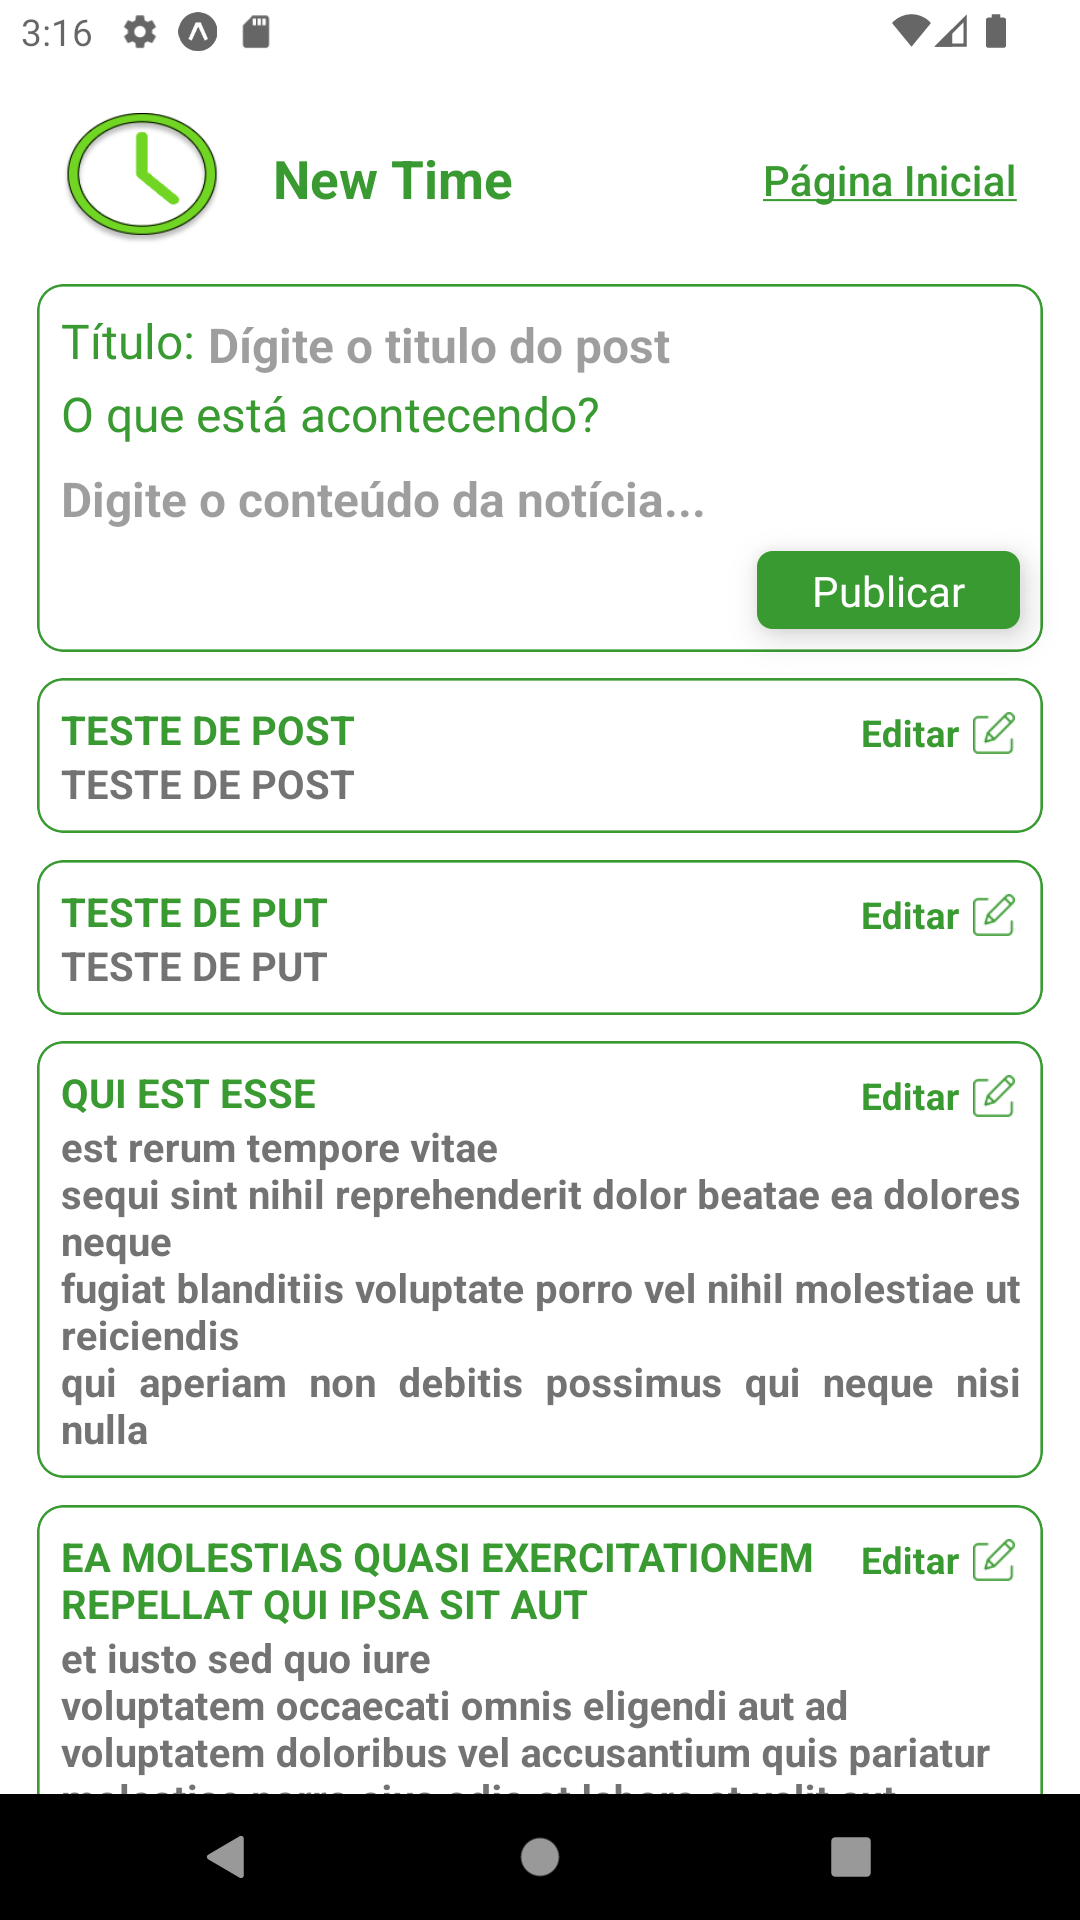 3:16
New Time
Página Inicial
Título: Dígite o titulo do post
O que está acontecendo?
Digite o conteúdo da notícia...
Publicar
TESTE DE POST
Editar
TESTE DE POST
TESTE DE PUT
Editar
TESTE DE PUT
QUI EST ESSE
Editar
est rerum tempore vitae
sequi sint nihil reprehenderit dolor beatae ea dolores
neque
fugiat blanditiis voluptate porro vel nihil molestiae ut
reiciendis
qui aperiam non debitis possimus qui neque nisi
nulla
EA MOLESTIAS QUASI EXERCITATIONEM
Editar
REPELLAT QUI IPSA SIT AUT
et iusto sed quo iure
voluptatem occaecati omnis eligendi aut ad
voluptatem doloribus vel accusantium quis pariatur